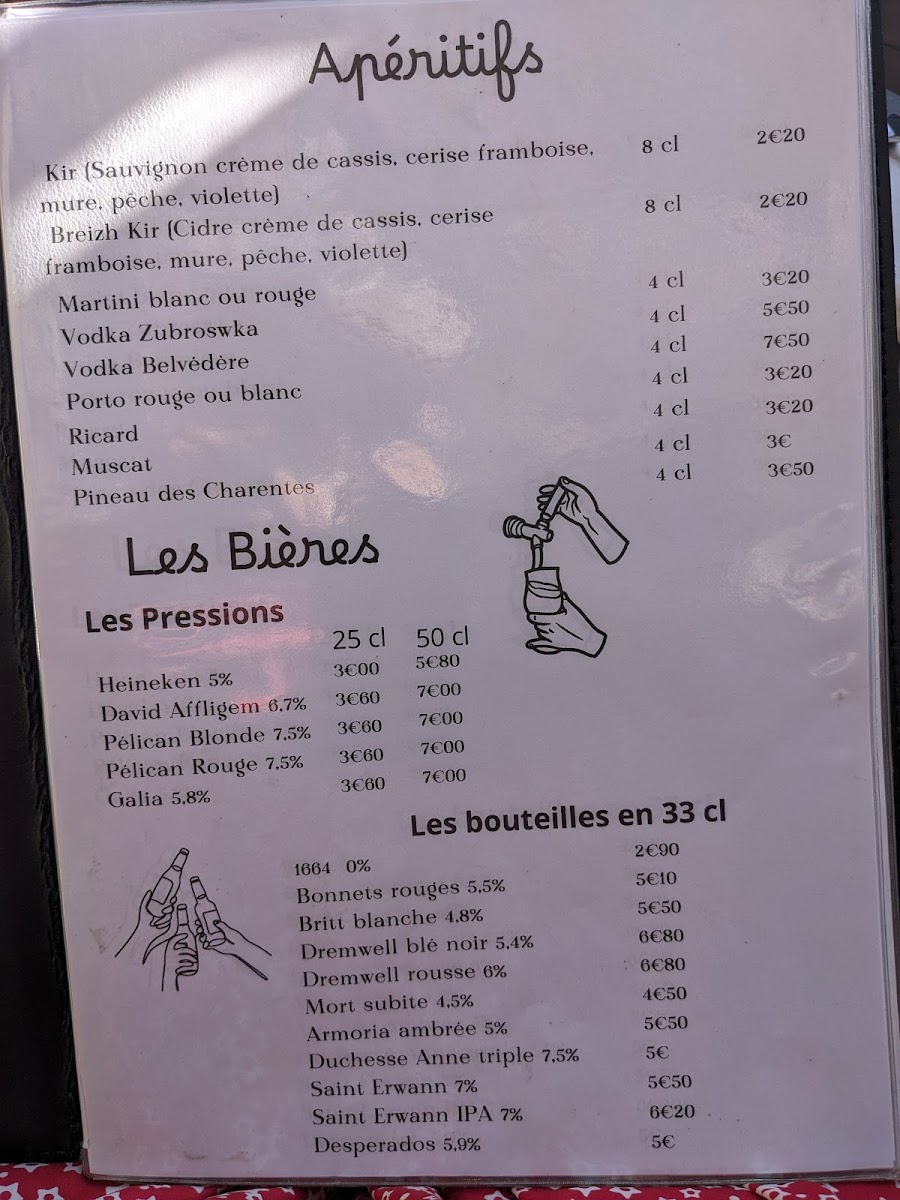 Apéritifs
Kir (Sauvignon crème de cassis, cerise framboise, 8 cl 2€20
mure, pêche, violette)
Breizh Kir (Cidre crème de cassis, cerise 8 cl 2€20
framboise, mure, pêche, violette)
Martini blanc ou rouge 4 cl 3€20
Vodka Zubroswka 4 cl 5€50
Vodka Belvédère 4 cl 7€50
Porto rouge ou blanc 4 cl 3€20
Ricard 4 cl 3€20
Muscat 4 cl 3€
Pineau des Charentes 4 cl 3€50
Les Bières
Les Pressions
25 cl 50 cl
Heineken 5% 3€00 5€80
David Affligem 6,7% 3€60 7€00
Pélican Blonde 7,5% 3€60 7€00
Pélican Rouge 7,5% 3€60 7€00
Galia 5,8% 3€60 7€00
Les bouteilles en 33 cl
1664 0% 2€90
Bonnets rouges 5,5% 5€10
Britt blanche 4,8% 5€50
Dremwell blé noir 5,4% 6€80
Dremwell rousse 6% 6€80
Mort subite 4,5% 4€50
Armoria ambrée 5% 5€50
Duchesse Anne triple 7,5% 5€
Saint Erwann 7% 5€50
Saint Erwann IPA 7% 6€20
Desperados 5,9% 5€